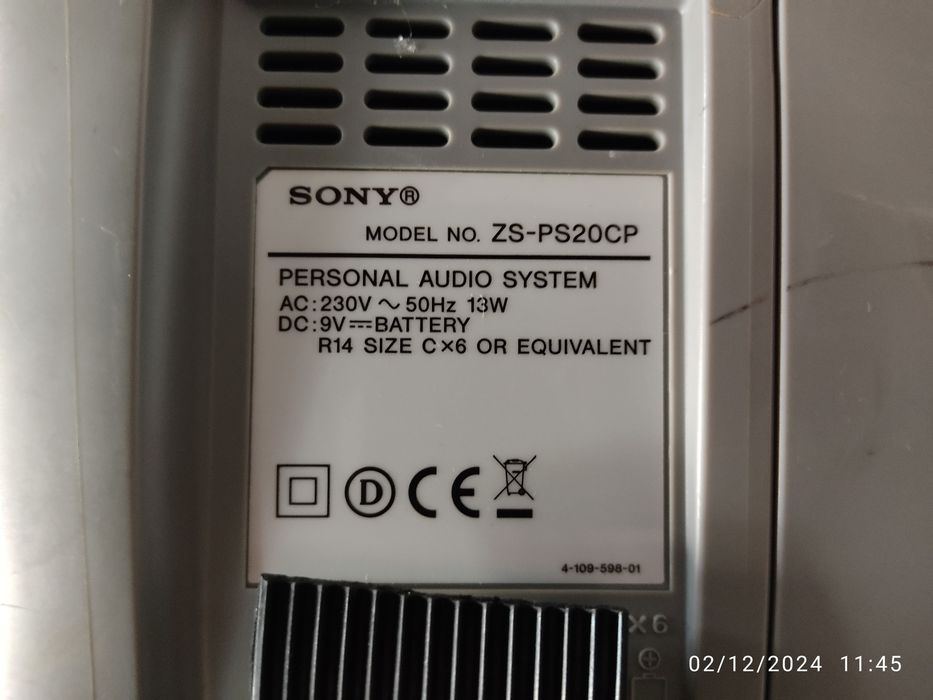 SONY®
MODEL NO. ZS-PS20CP
PERSONAL AUDIO SYSTEM
AC:230V ~ 50Hz 13W
DC:9V⎓BATTERY
R14 SIZE C×6 OR EQUIVALENT
D CE
4-109-598-01
×6
02/12/2024 11:45